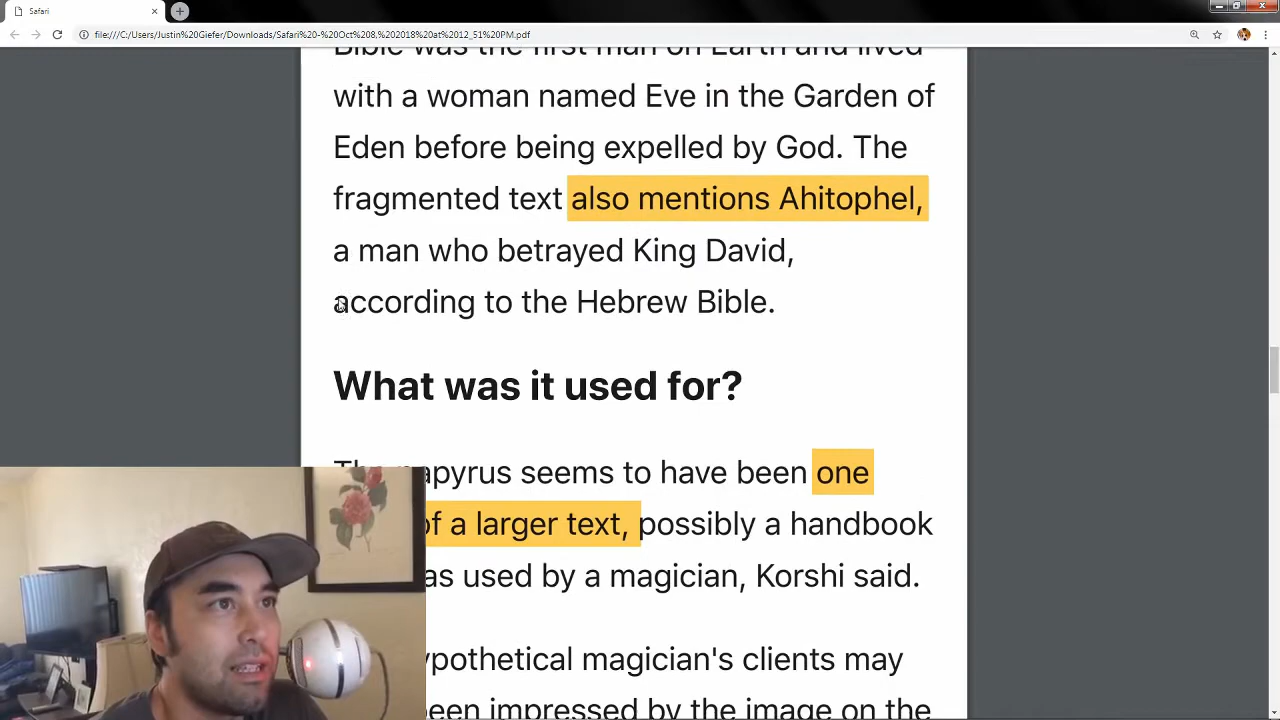 Safari
file:///C:/Users/Justin%20Giefer/Downloads/Safari%20-%20Oct%208,%202018%20at%2012_51%20PM.pdf
Bible was the first man on Earth and lived
with a woman named Eve in the Garden of
Eden before being expelled by God. The
fragmented text also mentions Ahitophel,
a man who betrayed King David,
according to the Hebrew Bible.
What was it used for?
The papyrus seems to have been one
of a larger text, possibly a handbook
as used by a magician, Korshi said.
ypothetical magician's clients may
een impressed by the image on the